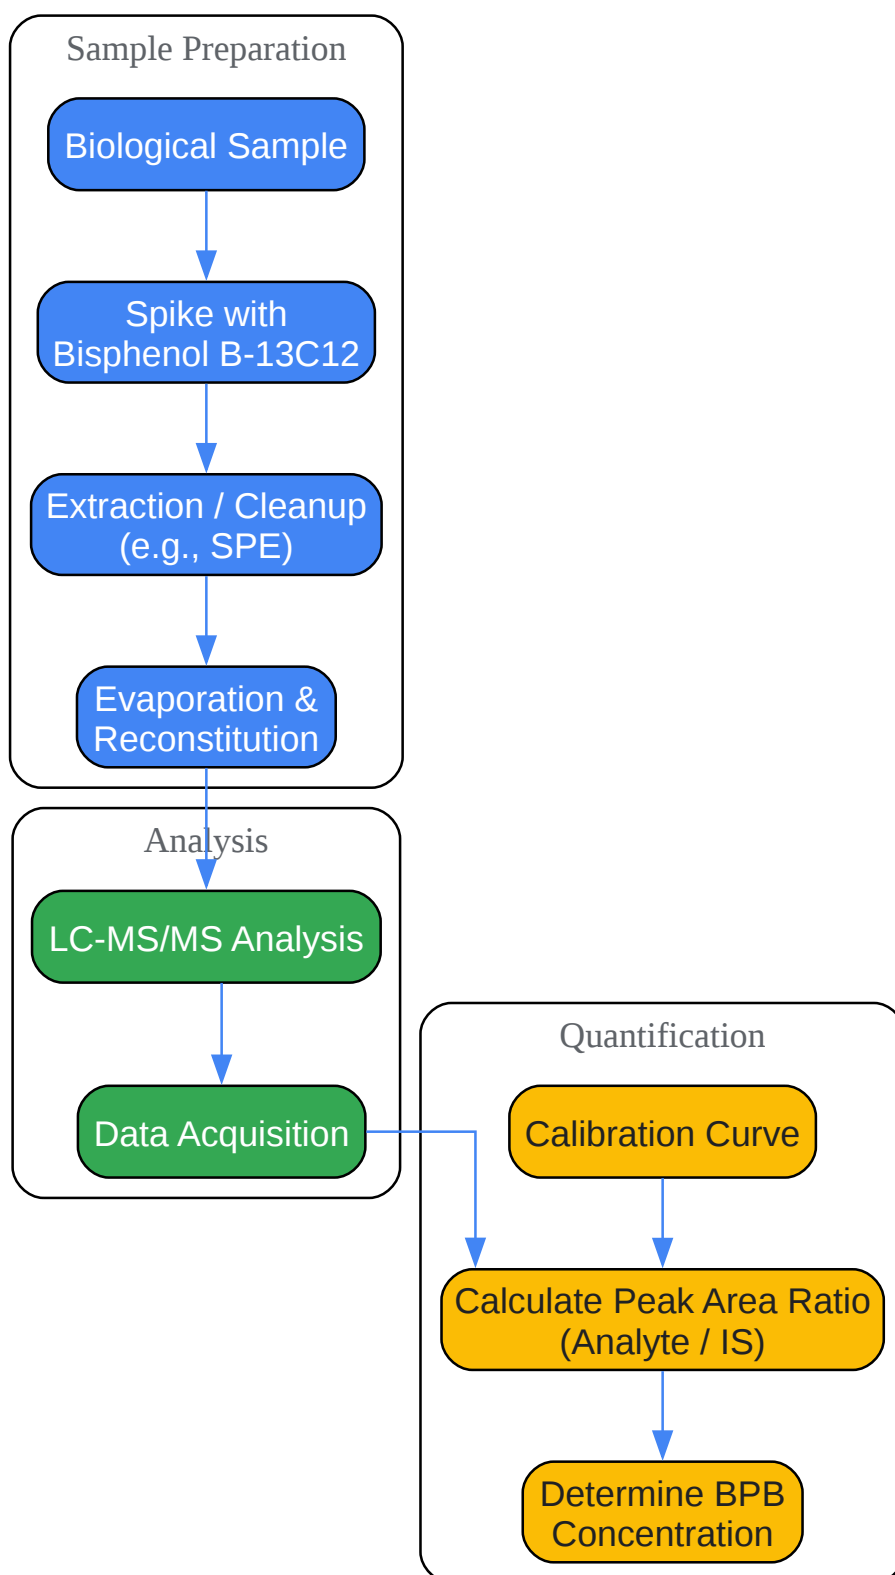 Sample Preparation
Biological Sample
Spike with
Bisphenol B-13C12
Extraction / Cleanup
(e.g., SPE)
Evaporation &
Reconstitution
Analysis
LC-MS/MS Analysis
Data Acquisition
Quantification
Calibration Curve
Calculate Peak Area Ratio
(Analyte / IS)
Determine BPB
Concentration